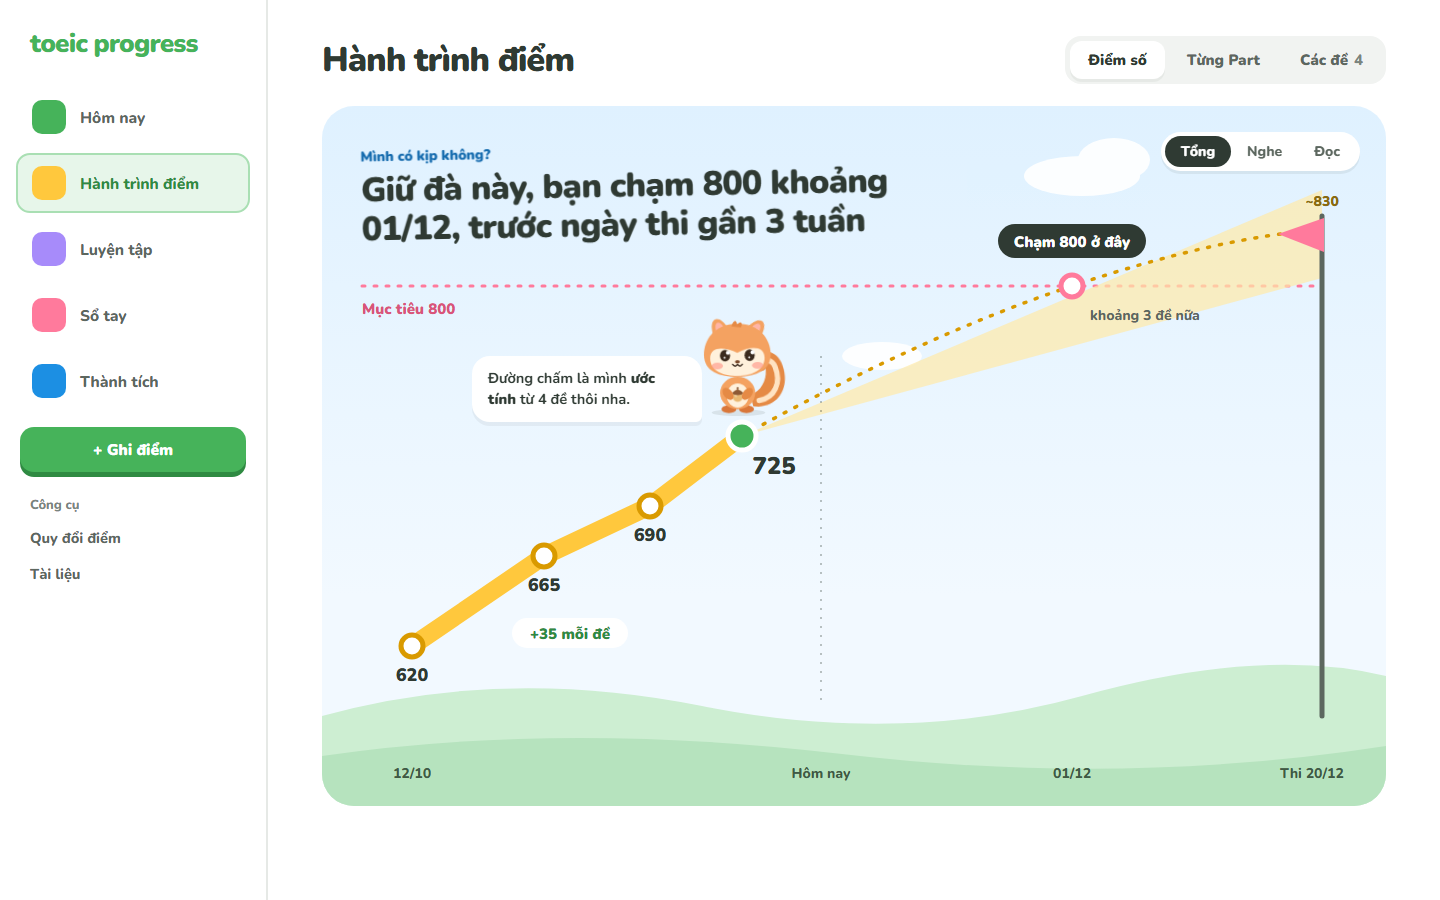 toeic progress
Hôm nay
Hành trình điểm
Luyện tập
Sổ tay
Thành tích
+ Ghi điểm
Công cụ
Quy đổi điểm
Tài liệu
Hành trình điểm
Điểm số
Từng Part
Các đề 4
Tổng
Nghe
Đọc
Mình có kịp không?
Giữ đà này, bạn chạm 800 khoảng
01/12, trước ngày thi gần 3 tuần
~830
Chạm 800 ở đây
Mục tiêu 800
khoảng 3 đề nữa
Đường chấm là mình ước
tính từ 4 đề thôi nha.
725
690
665
+35 mỗi đề
620
12/10
Hôm nay
01/12
Thi 20/12